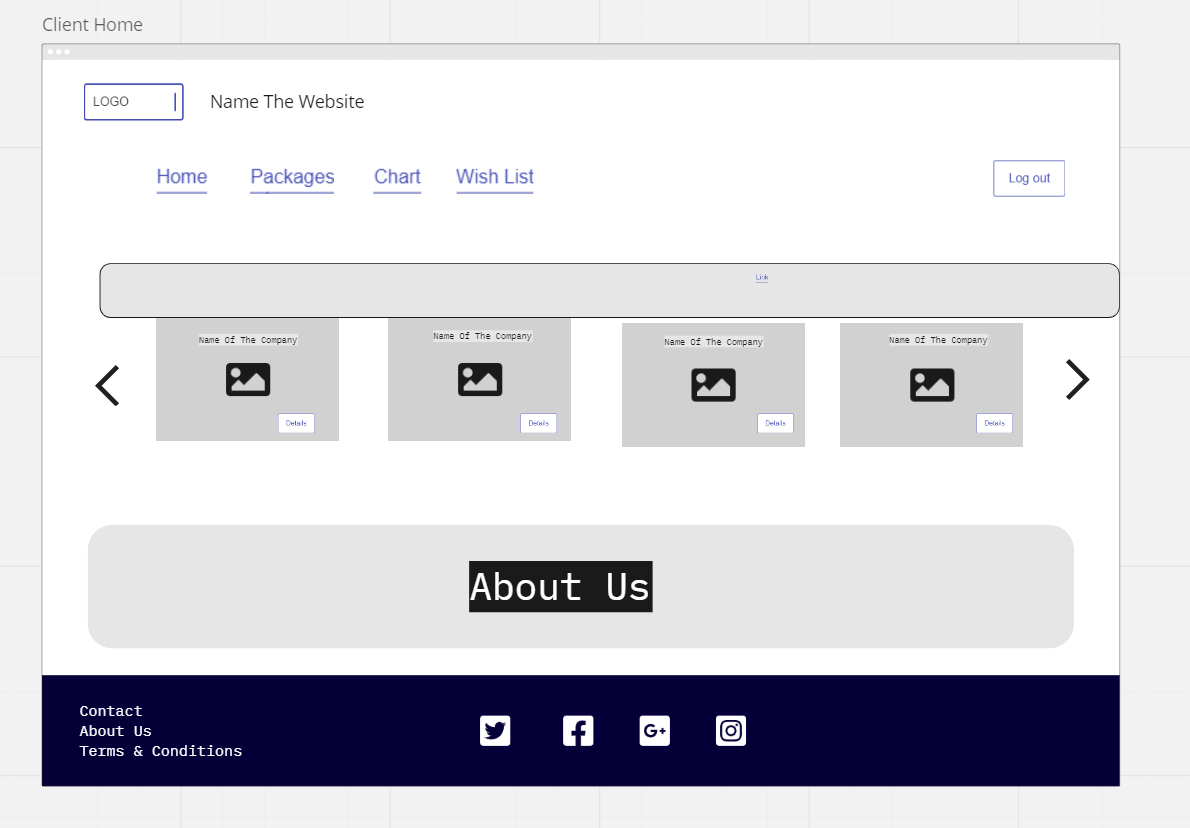 Client Home
LOGO
Name The Website
Home Packages Chart Wish List
Log out
Link
Name Of The Company Name Of The Company Name Of The Company Name Of The Company
Details Details Details Details
About Us
Contact
About Us
Terms & Conditions
G+